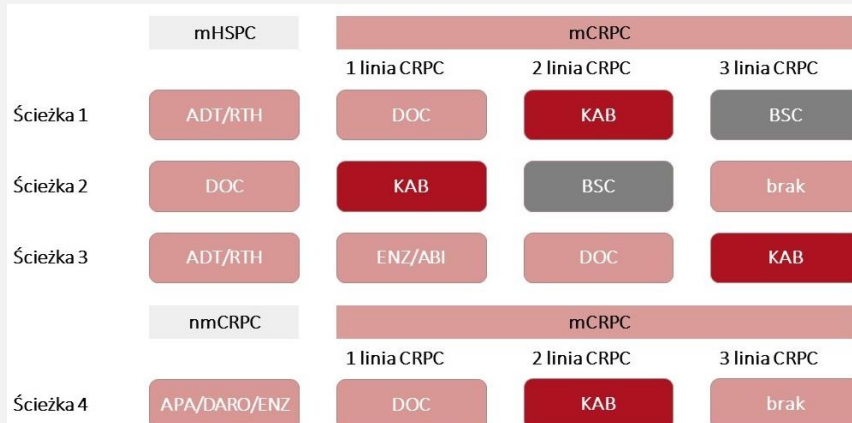 mHSPC mCRPC
1 linia CRPC 2 linia CRPC 3 linia CRPC
Ścieżka 1 ADT/RTH DOC KAB BSC
Ścieżka 2 DOC KAB BSC brak
Ścieżka 3 ADT/RTH ENZ/ABI DOC KAB
nmCRPC mCRPC
1 linia CRPC 2 linia CRPC 3 linia CRPC
Ścieżka 4 APA/DARO/ENZ DOC KAB brak